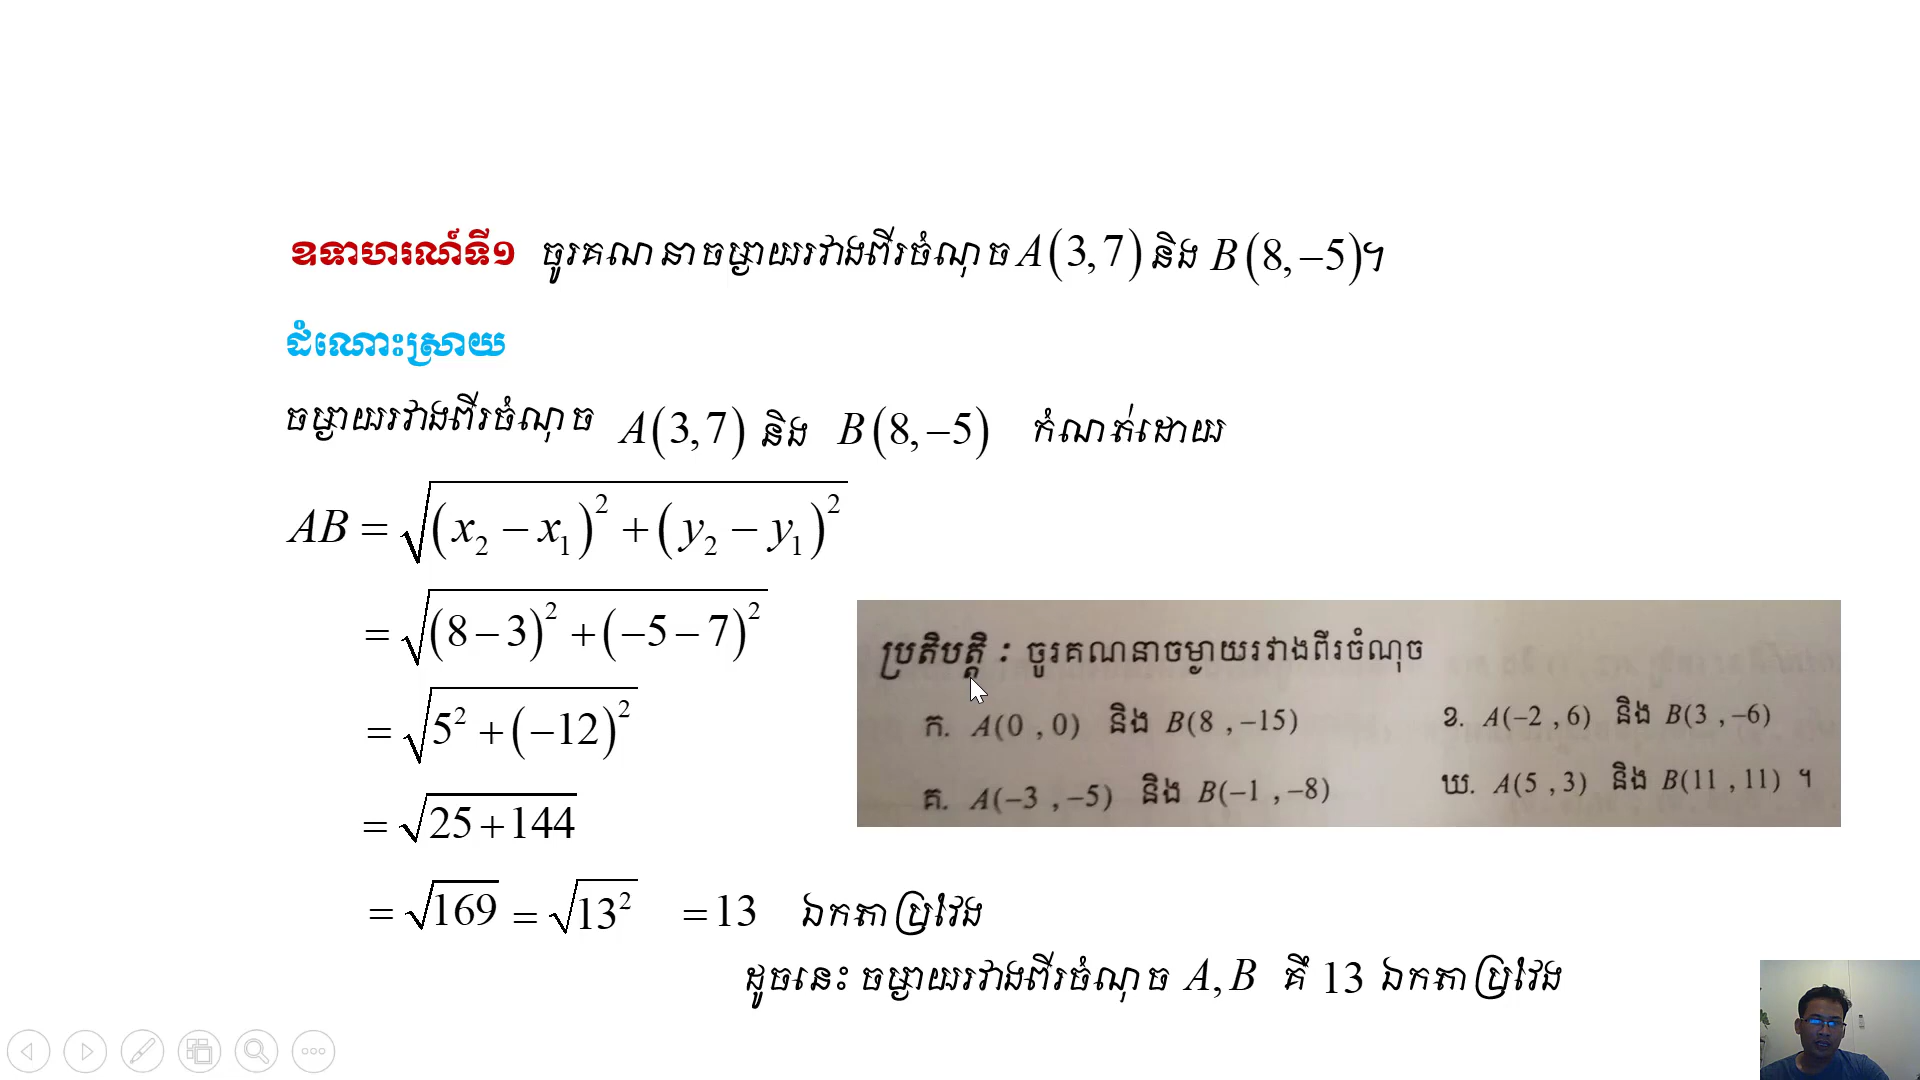 ឧទាហរណ៍ទី១ ចូរគណនាចម្ងាយរវាងពីរចំណុច A(3,7) និង B(8,−5)។
ដំណោះស្រាយ
ចម្ងាយរវាងពីរចំណុច A(3,7) និង B(8,−5) កំណត់ដោយ
AB = √((x₂ − x₁)² + (y₂ − y₁)²)
= √((8−3)² + (−5−7)²)
= √(5² + (−12)²)
= √(25+144)
= √169 = √13² = 13 ឯកតាប្រវែង
ដូចនេះ ចម្ងាយរវាងពីរចំណុច A,B គឺ 13 ឯកតាប្រវែង
ប្រតិបត្តិ : ចូរគណនាចម្ងាយរវាងពីរចំណុច
ក. A(0 , 0) និង B(8 , −15) ខ. A(−2 , 6) និង B(3 , −6)
គ. A(−3 , −5) និង B(−1 , −8) ឃ. A(5 , 3) និង B(11 , 11) ។